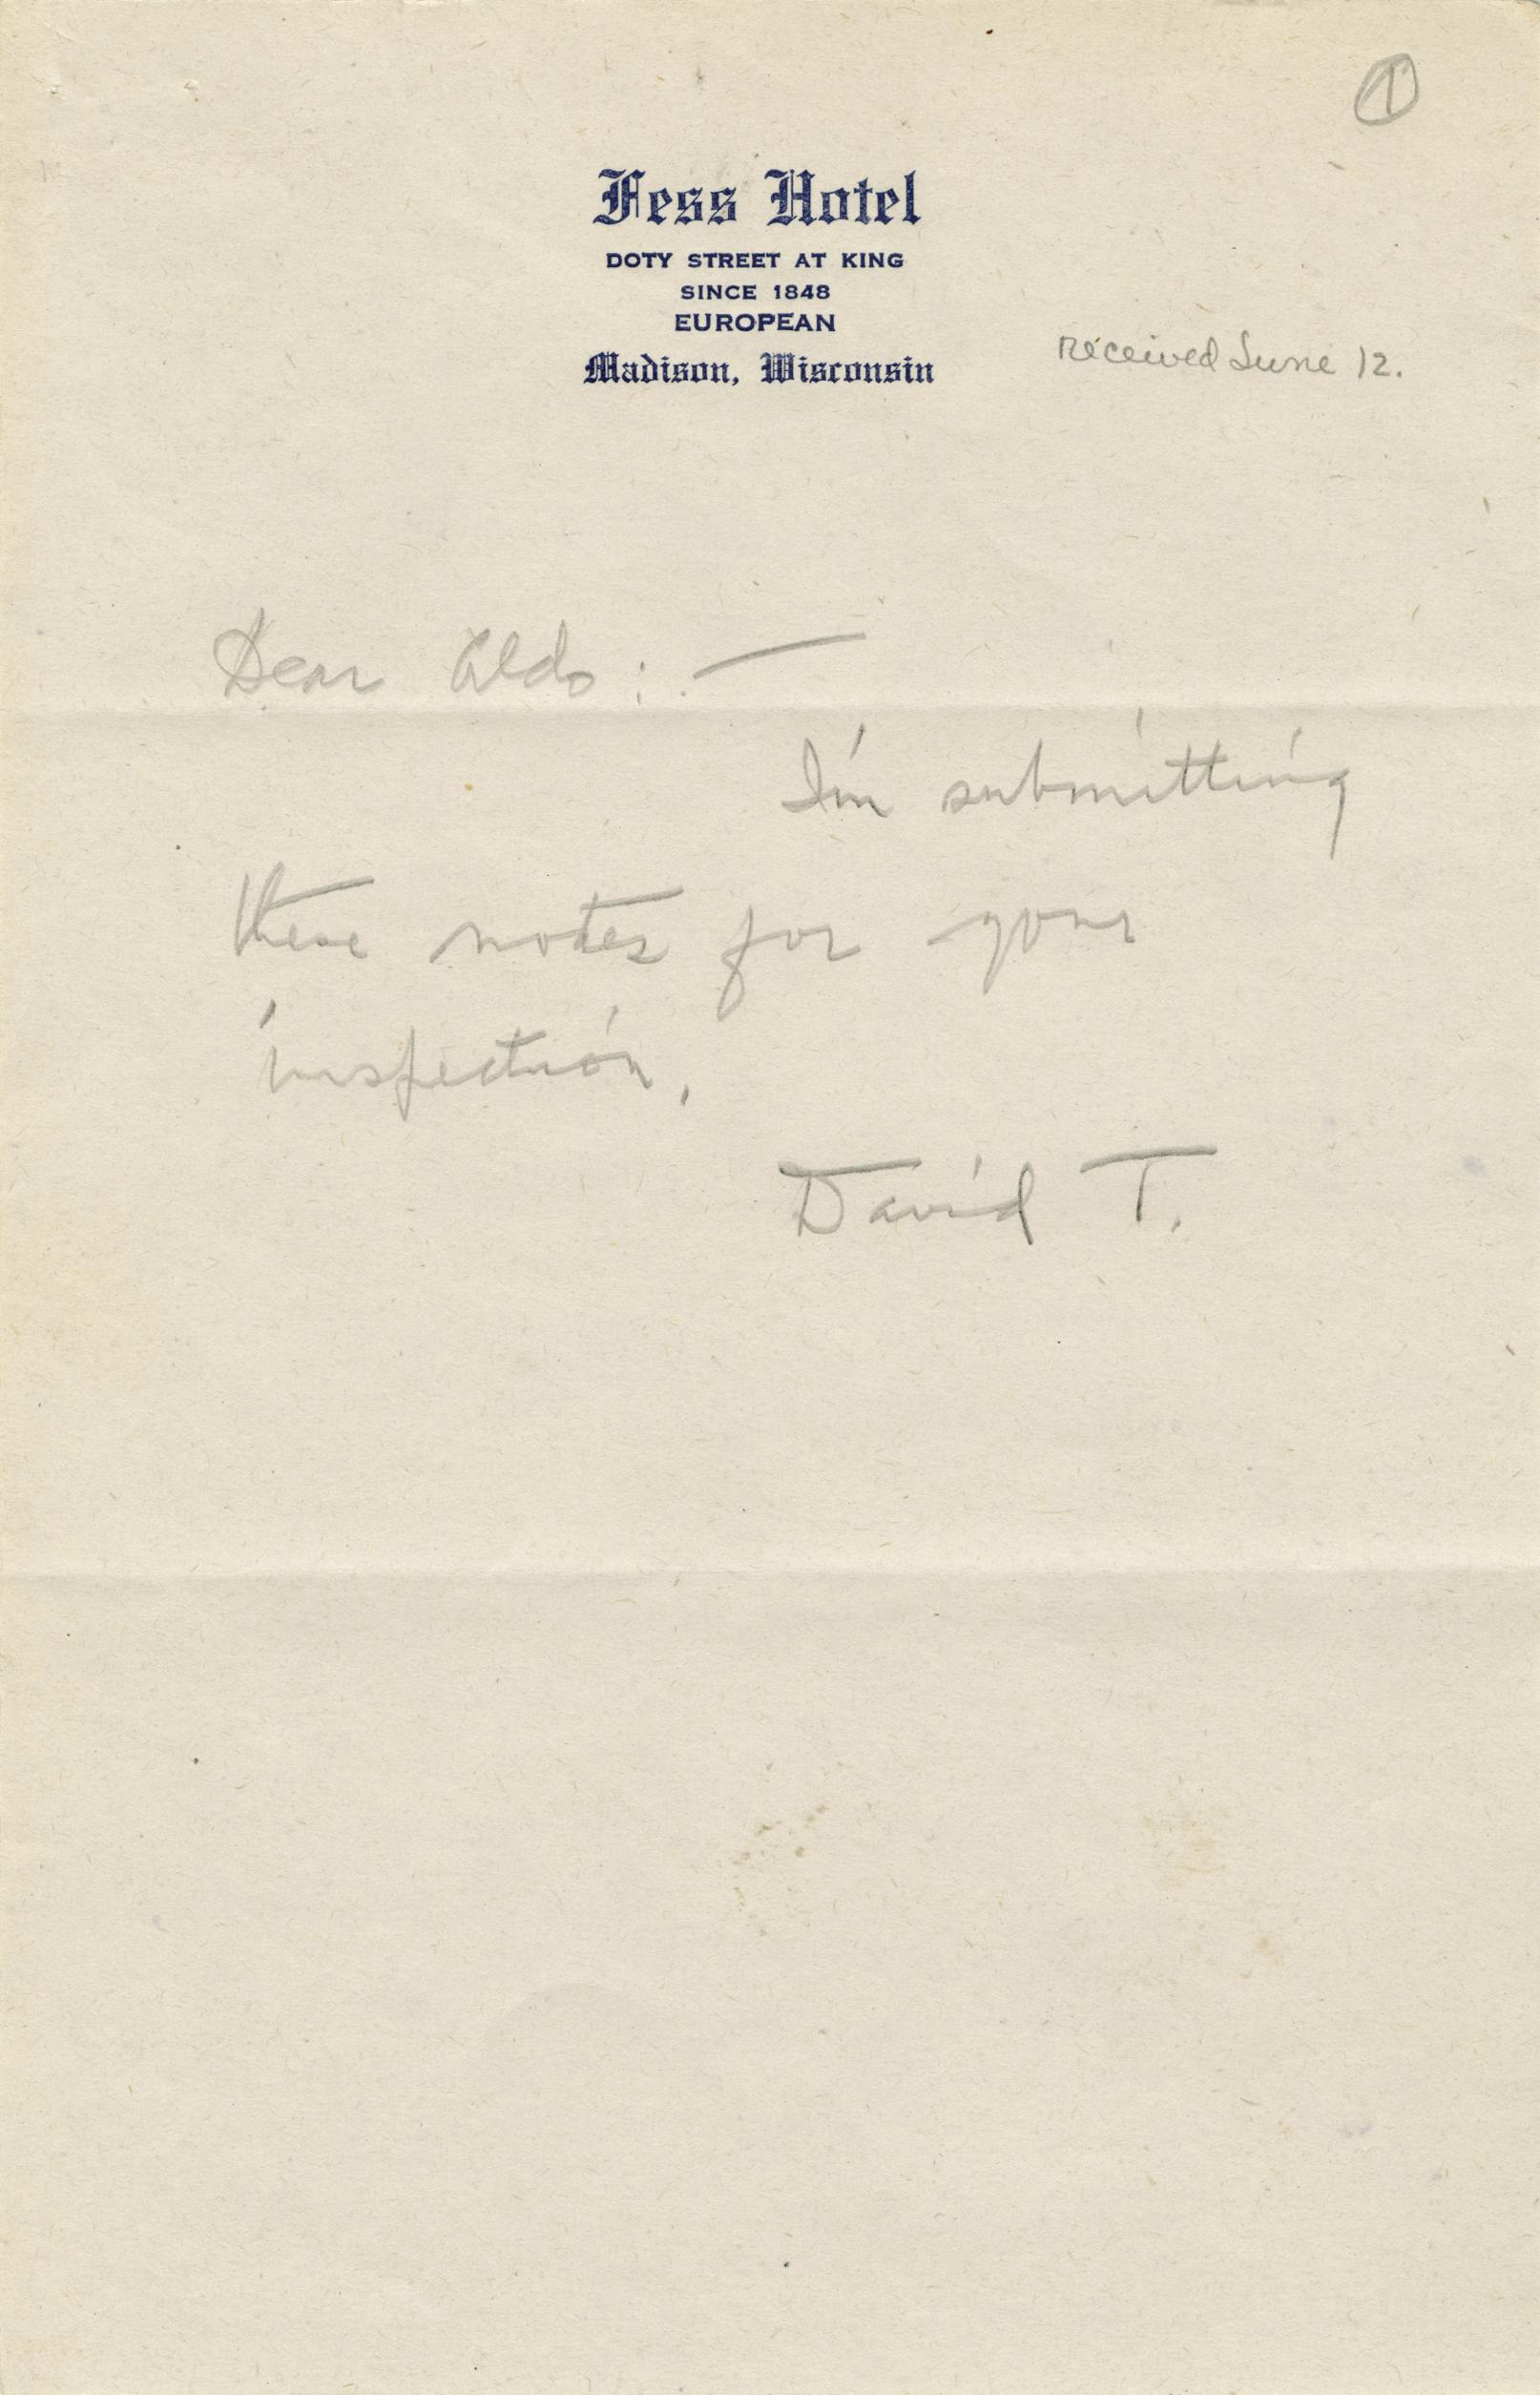 ①
Fess Hotel
DOTY STREET AT KING
SINCE 1848
EUROPEAN
Madison, Wisconsin
received June 12.
Dear Aldo: —
I'm submitting
these notes for your
inspection.
David T.